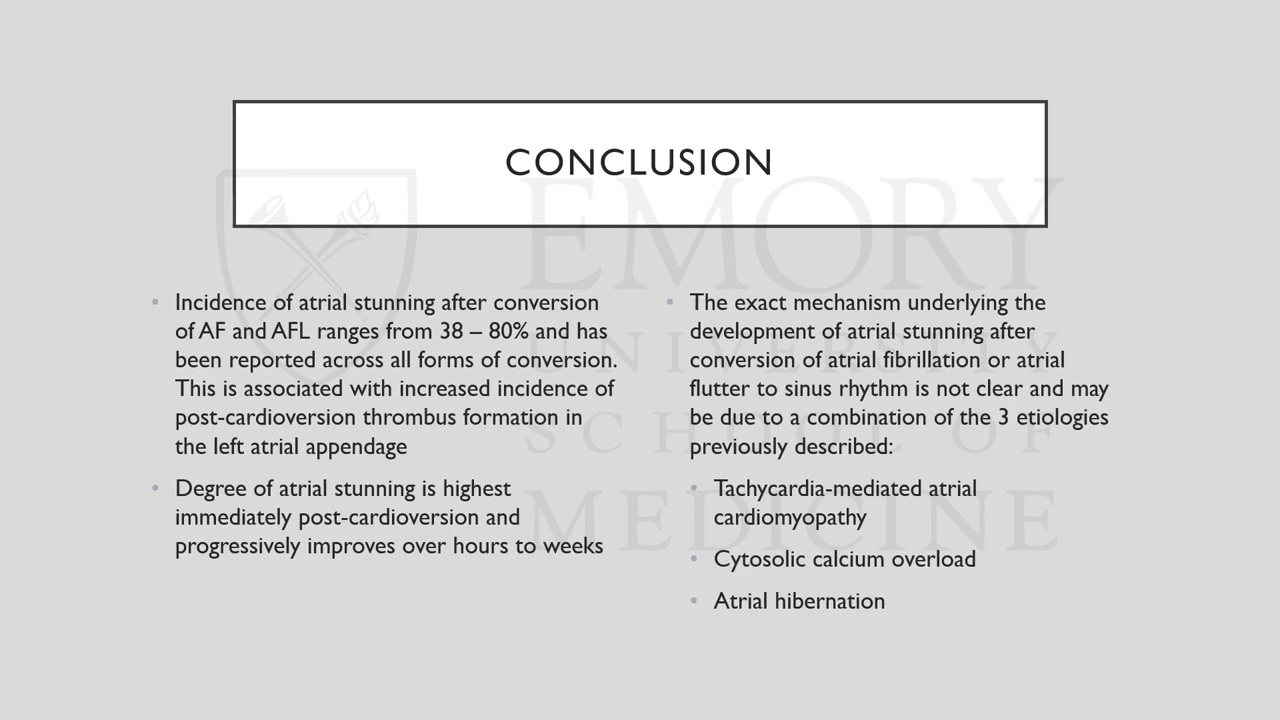 CONCLUSION
Incidence of atrial stunning after conversion
of AF and AFL ranges from 38 – 80% and has
been reported across all forms of conversion.
This is associated with increased incidence of
post-cardioversion thrombus formation in
the left atrial appendage
Degree of atrial stunning is highest
immediately post-cardioversion and
progressively improves over hours to weeks
The exact mechanism underlying the
development of atrial stunning after
conversion of atrial fibrillation or atrial
flutter to sinus rhythm is not clear and may
be due to a combination of the 3 etiologies
previously described:
Tachycardia-mediated atrial
cardiomyopathy
Cytosolic calcium overload
Atrial hibernation
EMORY
UNIVERSITY
SCHOOL OF
MEDICINE